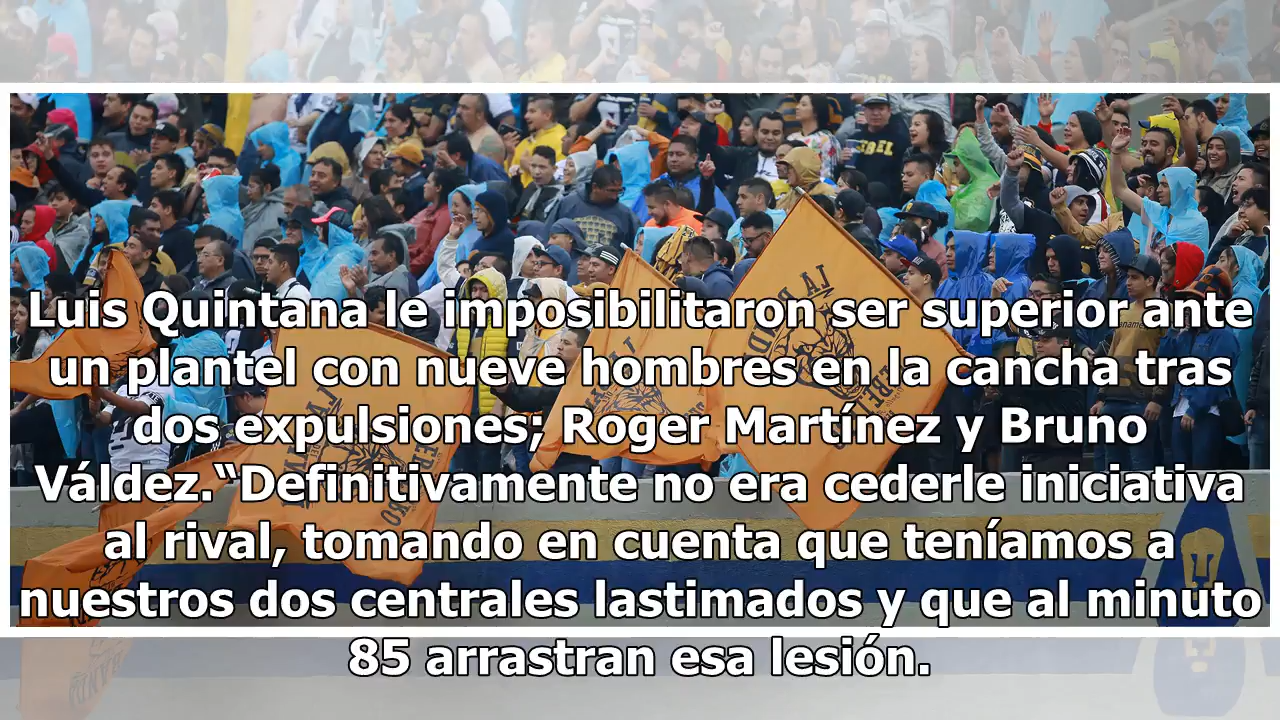 Luis Quintana le imposibilitaron ser superior ante
un plantel con nueve hombres en la cancha tras
dos expulsiones; Roger Martínez y Bruno
Váldez.“Definitivamente no era cederle iniciativa
al rival, tomando en cuenta que teníamos a
nuestros dos centrales lastimados y que al minuto
85 arrastran esa lesión.